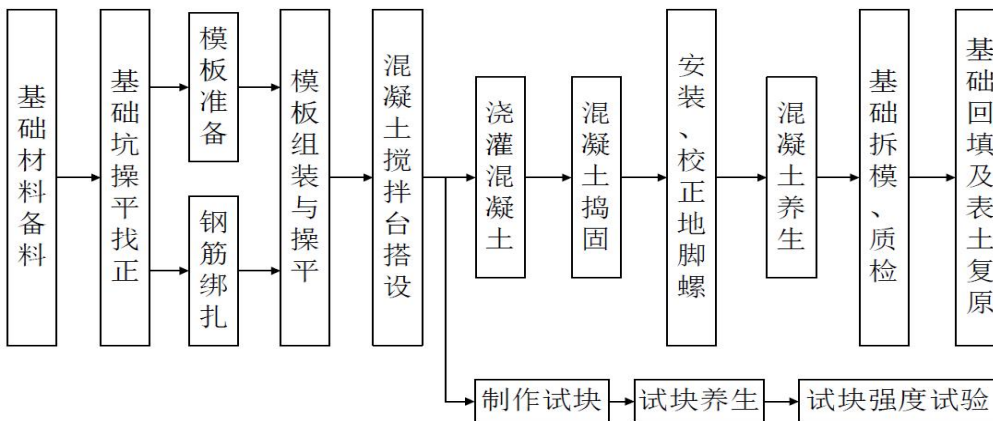 基础材料备料
基础坑操平找正
模板准备
钢筋绑扎
模板组装与操平
混凝土搅拌台搭设
浇灌混凝土
混凝土捣固
安装、校正地脚螺
混凝土养生
基础拆模、质检
基础回填及表土复原
制作试块
试块养生
试块强度试验